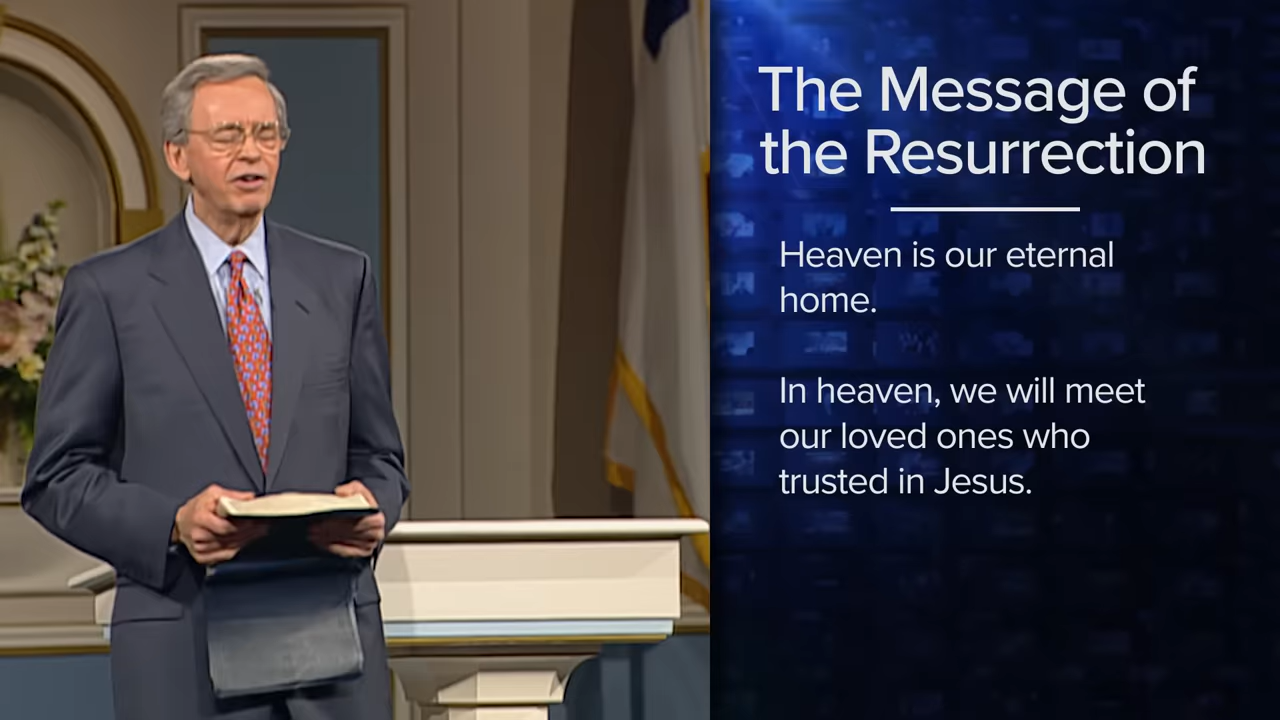 The Message of
the Resurrection
Heaven is our eternal
home.
In heaven, we will meet
our loved ones who
trusted in Jesus.